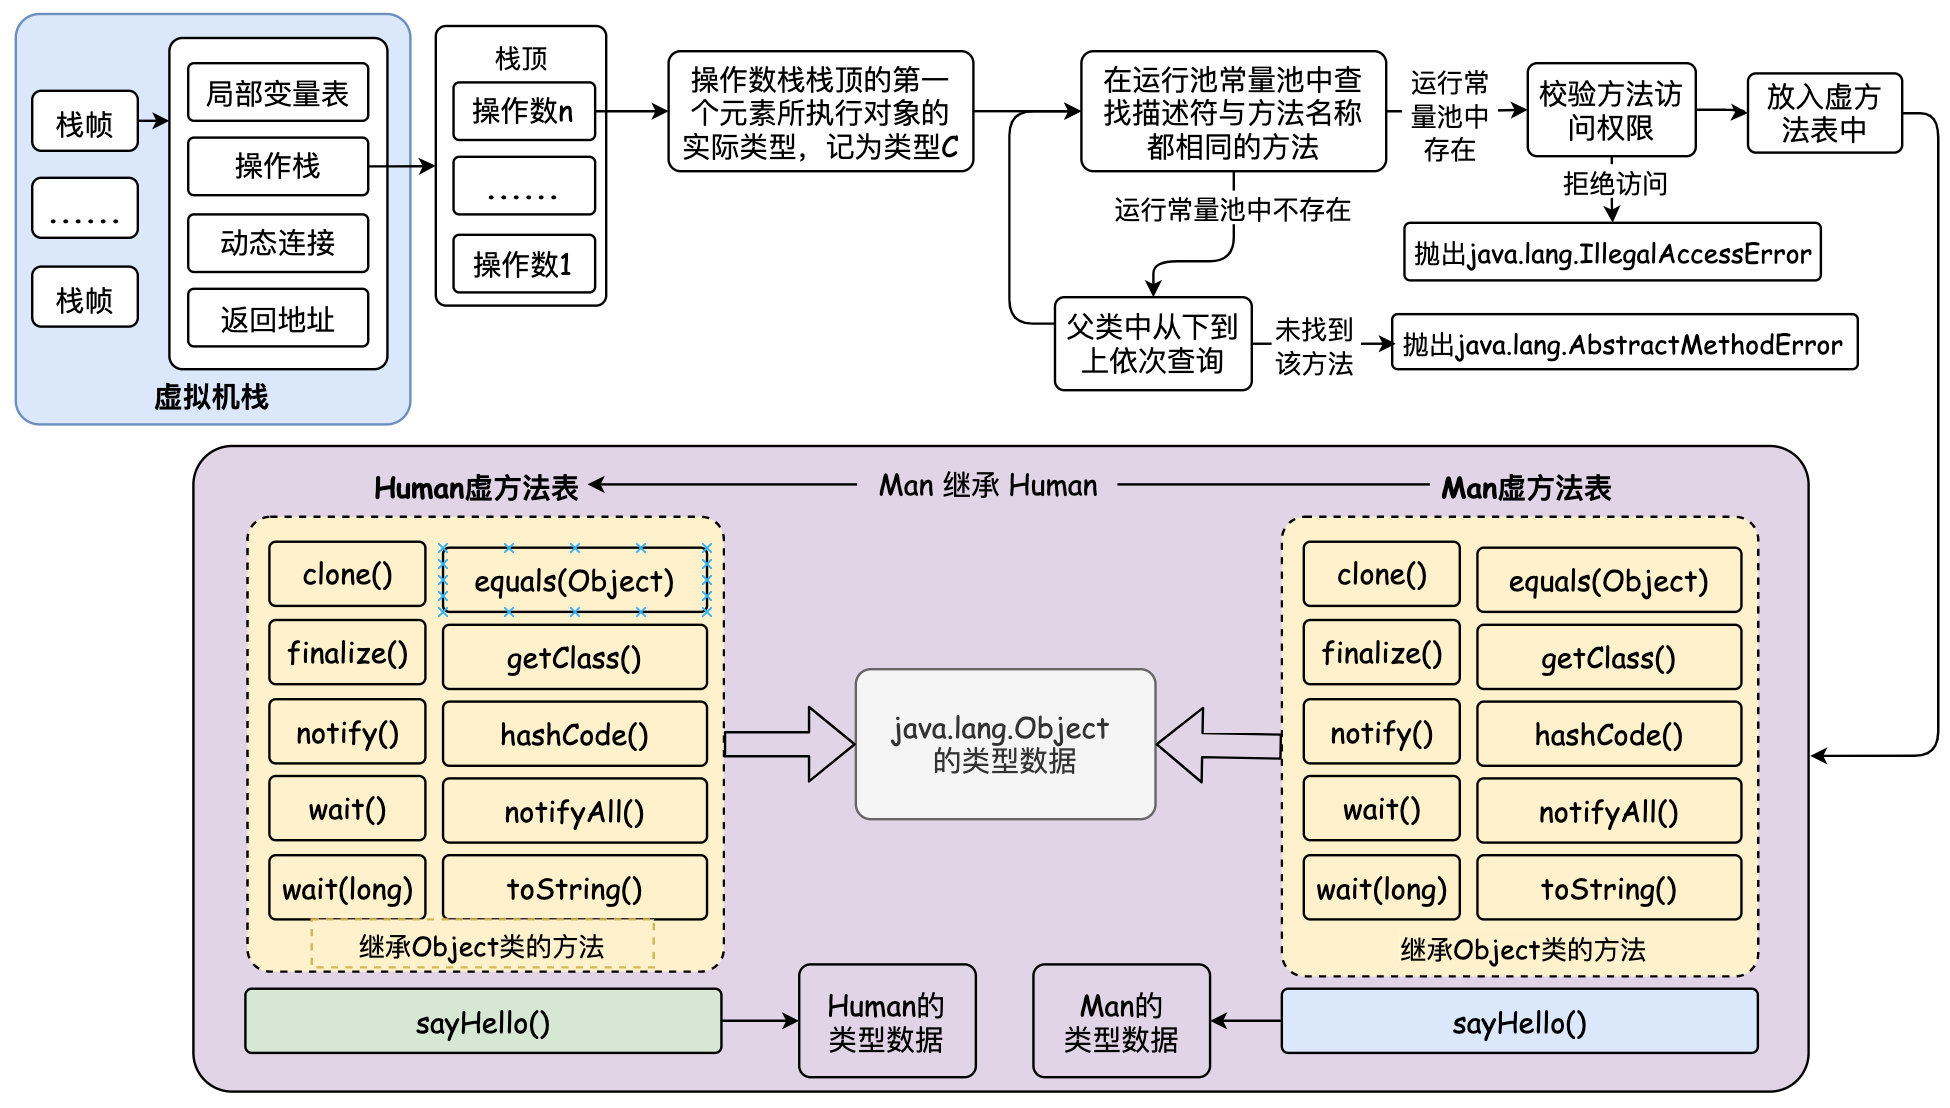 栈帧
......
栈帧
局部变量表
操作栈
动态连接
返回地址
虚拟机栈
栈顶
操作数n
......
操作数1
操作数栈栈顶的第一
个元素所执行对象的
实际类型，记为类型C
在运行池常量池中查
找描述符与方法名称
都相同的方法
运行常
量池中
存在
校验方法访
问权限
放入虚方
法表中
拒绝访问
抛出java.lang.IllegalAccessError
运行常量池中不存在
父类中从下到
上依次查询
未找到
该方法
抛出java.lang.AbstractMethodError
Human虚方法表
Man 继承 Human
Man虚方法表
clone()
equals(Object)
finalize()
getClass()
notify()
hashCode()
wait()
notifyAll()
wait(long)
toString()
继承Object类的方法
sayHello()
java.lang.Object
的类型数据
Human的
类型数据
Man的
类型数据
clone()
equals(Object)
finalize()
getClass()
notify()
hashCode()
wait()
notifyAll()
wait(long)
toString()
继承Object类的方法
sayHello()